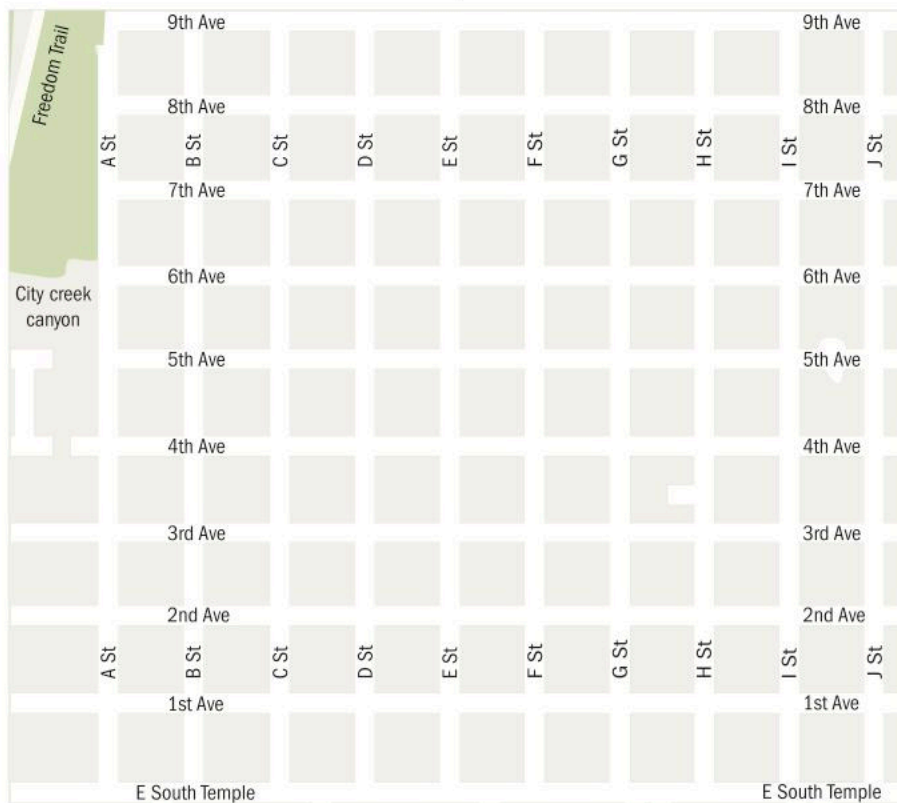 9th Ave 9th Ave
Freedom Trail
8th Ave 8th Ave
A St B St C St D St E St F St G St H St I St J St
7th Ave 7th Ave
6th Ave 6th Ave
City creek
canyon
5th Ave 5th Ave
4th Ave 4th Ave
3rd Ave 3rd Ave
2nd Ave 2nd Ave
A St B St C St D St E St F St G St H St I St J St
1st Ave 1st Ave
E South Temple E South Temple